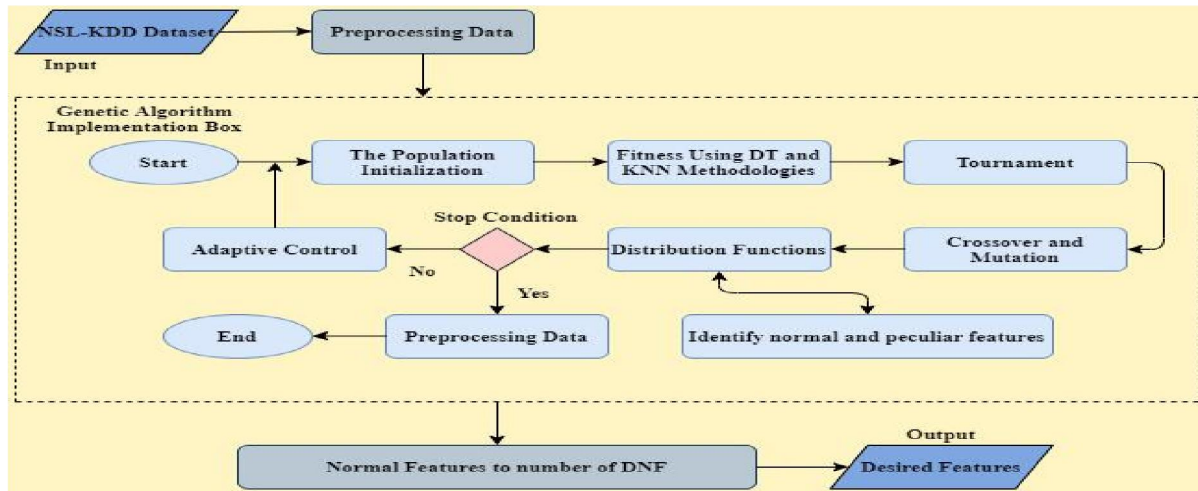 NSL-KDD Dataset
Preprocessing Data
Input
Genetic Algorithm
Implementation Box
Start
The Population
Initialization
Fitness Using DT and
KNN Methodologies
Tournament
Stop Condition
Adaptive Control
Distribution Functions
Crossover and
Mutation
No
Yes
End
Preprocessing Data
Identify normal and peculiar features
Output
Normal Features to number of DNF
Desired Features